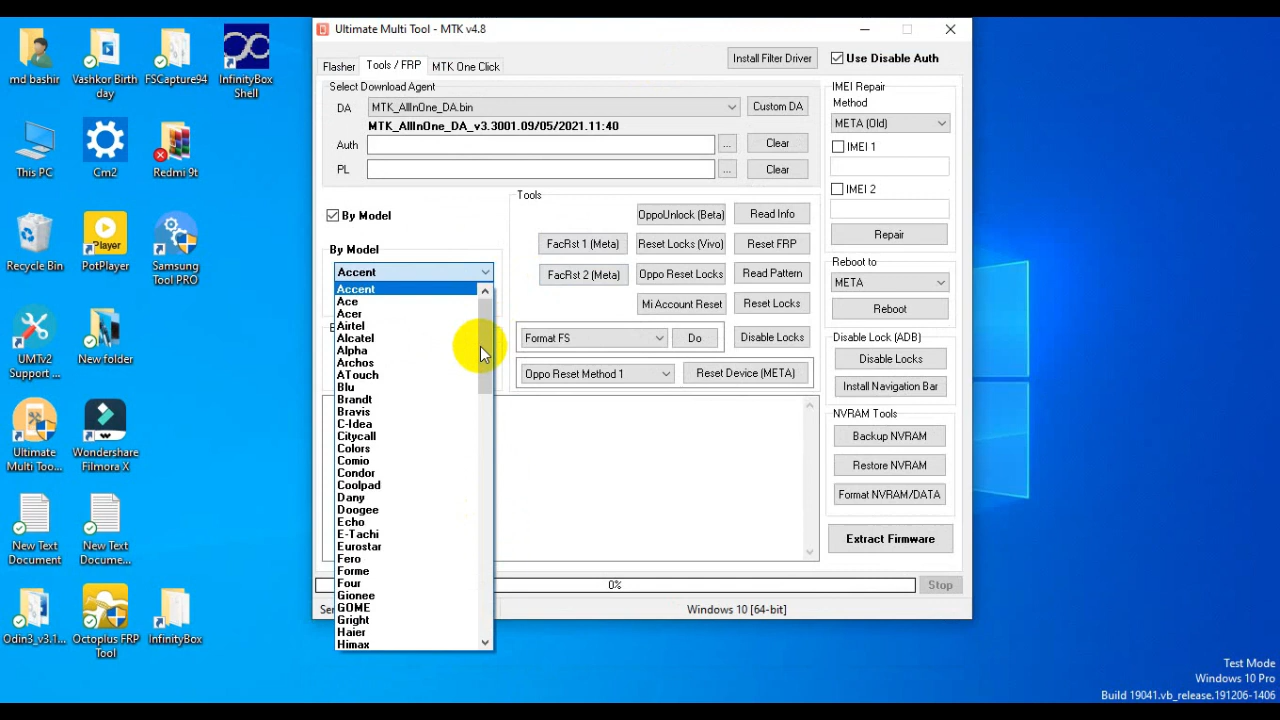 md bashir
Vashkor Birth
day
FSCapture94
InfinityBox
Shell
This PC
Cm2
Redmi 9t
Recycle Bin
PotPlayer
Samsung
Tool PRO
UMTv2
Support ...
New folder
Ultimate
Multi Too...
Wondershare
Filmora X
New Text
Document
New Text
Docume...
Odin3_v3.1...
Octoplus FRP
Tool
InfinityBox
Player
Ultimate Multi Tool - MTK v4.8
Flasher
Tools / FRP
MTK One Click
Install Filter Driver
Use Disable Auth
Select Download Agent
DA
MTK_AllInOne_DA.bin
Custom DA
MTK_AllInOne_DA_v3.3001.09/05/2021.11:40
Auth
...
Clear
PL
...
Clear
By Model
By Model
Accent
Accent
Ace
Acer
Airtel
Alcatel
Alpha
Archos
ATouch
Blu
Brandt
Bravis
C-Idea
Citycall
Colors
Comio
Condor
Coolpad
Dany
Doogee
Echo
E-Tachi
Eurostar
Fero
Forme
Four
Gionee
GOME
Gright
Haier
Himax
Tools
OppoUnlock (Beta)
Read Info
FacRst 1 (Meta)
Reset Locks (Vivo)
Reset FRP
FacRst 2 (Meta)
Oppo Reset Locks
Read Pattern
Mi Account Reset
Reset Locks
Format FS
Do
Disable Locks
Oppo Reset Method 1
Reset Device (META)
IMEI Repair
Method
META (Old)
IMEI 1
IMEI 2
Repair
Reboot to
META
Reboot
Disable Lock (ADB)
Disable Locks
Install Navigation Bar
NVRAM Tools
Backup NVRAM
Restore NVRAM
Format NVRAM/DATA
Extract Firmware
0%
Stop
Windows 10 [64-bit]
Test Mode
Windows 10 Pro
Build 19041.vb_release.191206-1406